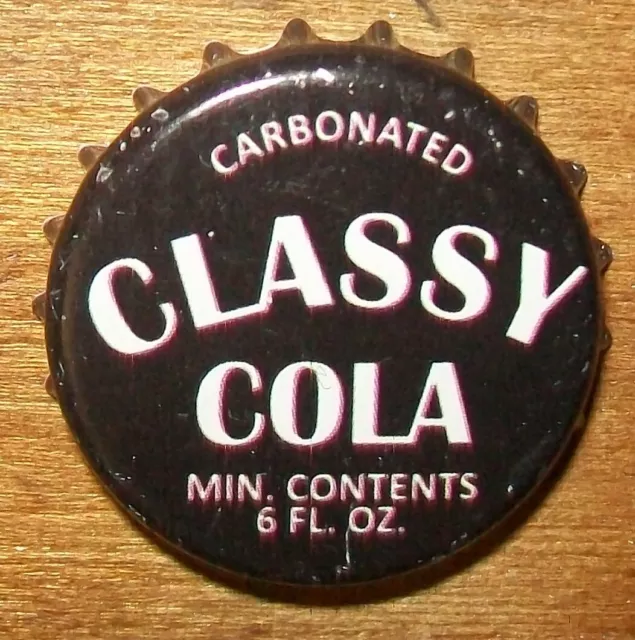 CARBONATED
CLASSY
COLA
MIN. CONTENTS
6 FL. OZ.